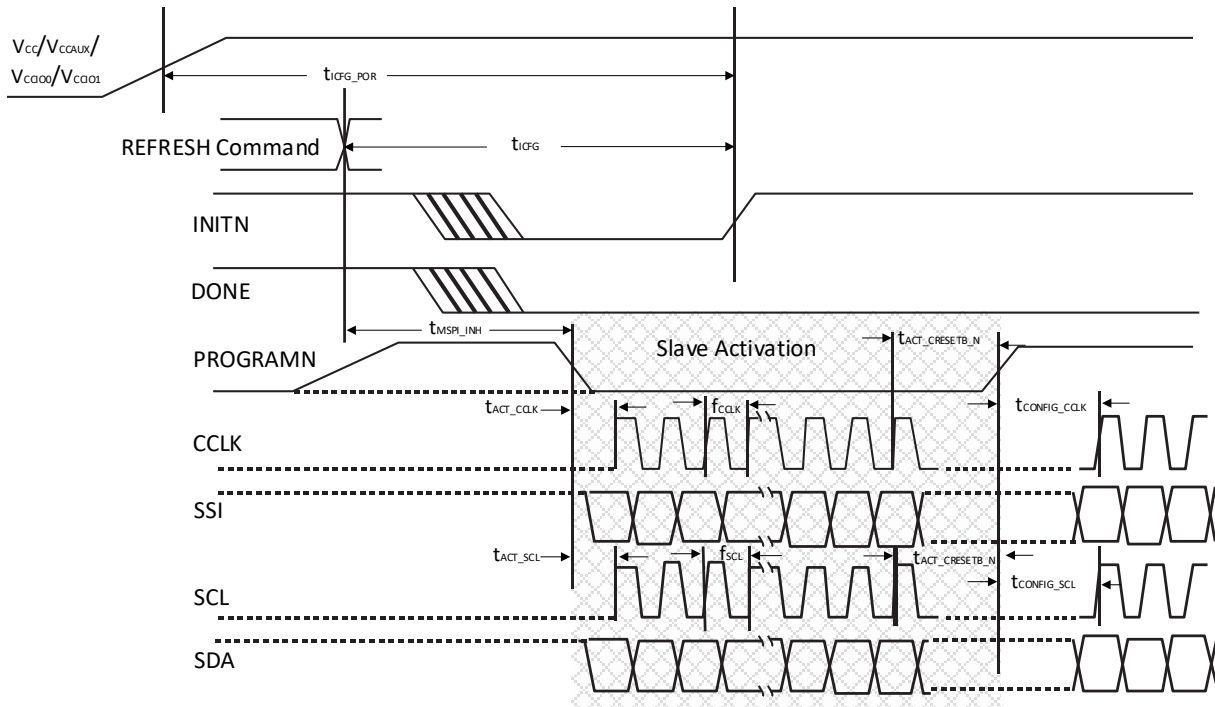 VCC/VCCAUX/
VCCIO0/VCCIO1
tICFG_POR
REFRESH Command
tICFG
INITN
DONE
tMSPI_INH
Slave Activation
tACT_CRESETB_N
PROGRAMN
tACT_CCLK
fCCLK
tCONFIG_CCLK
CCLK
SSI
tACT_SCL
fSCL
tACT_CRESETB_N
tCONFIG_SCL
SCL
SDA